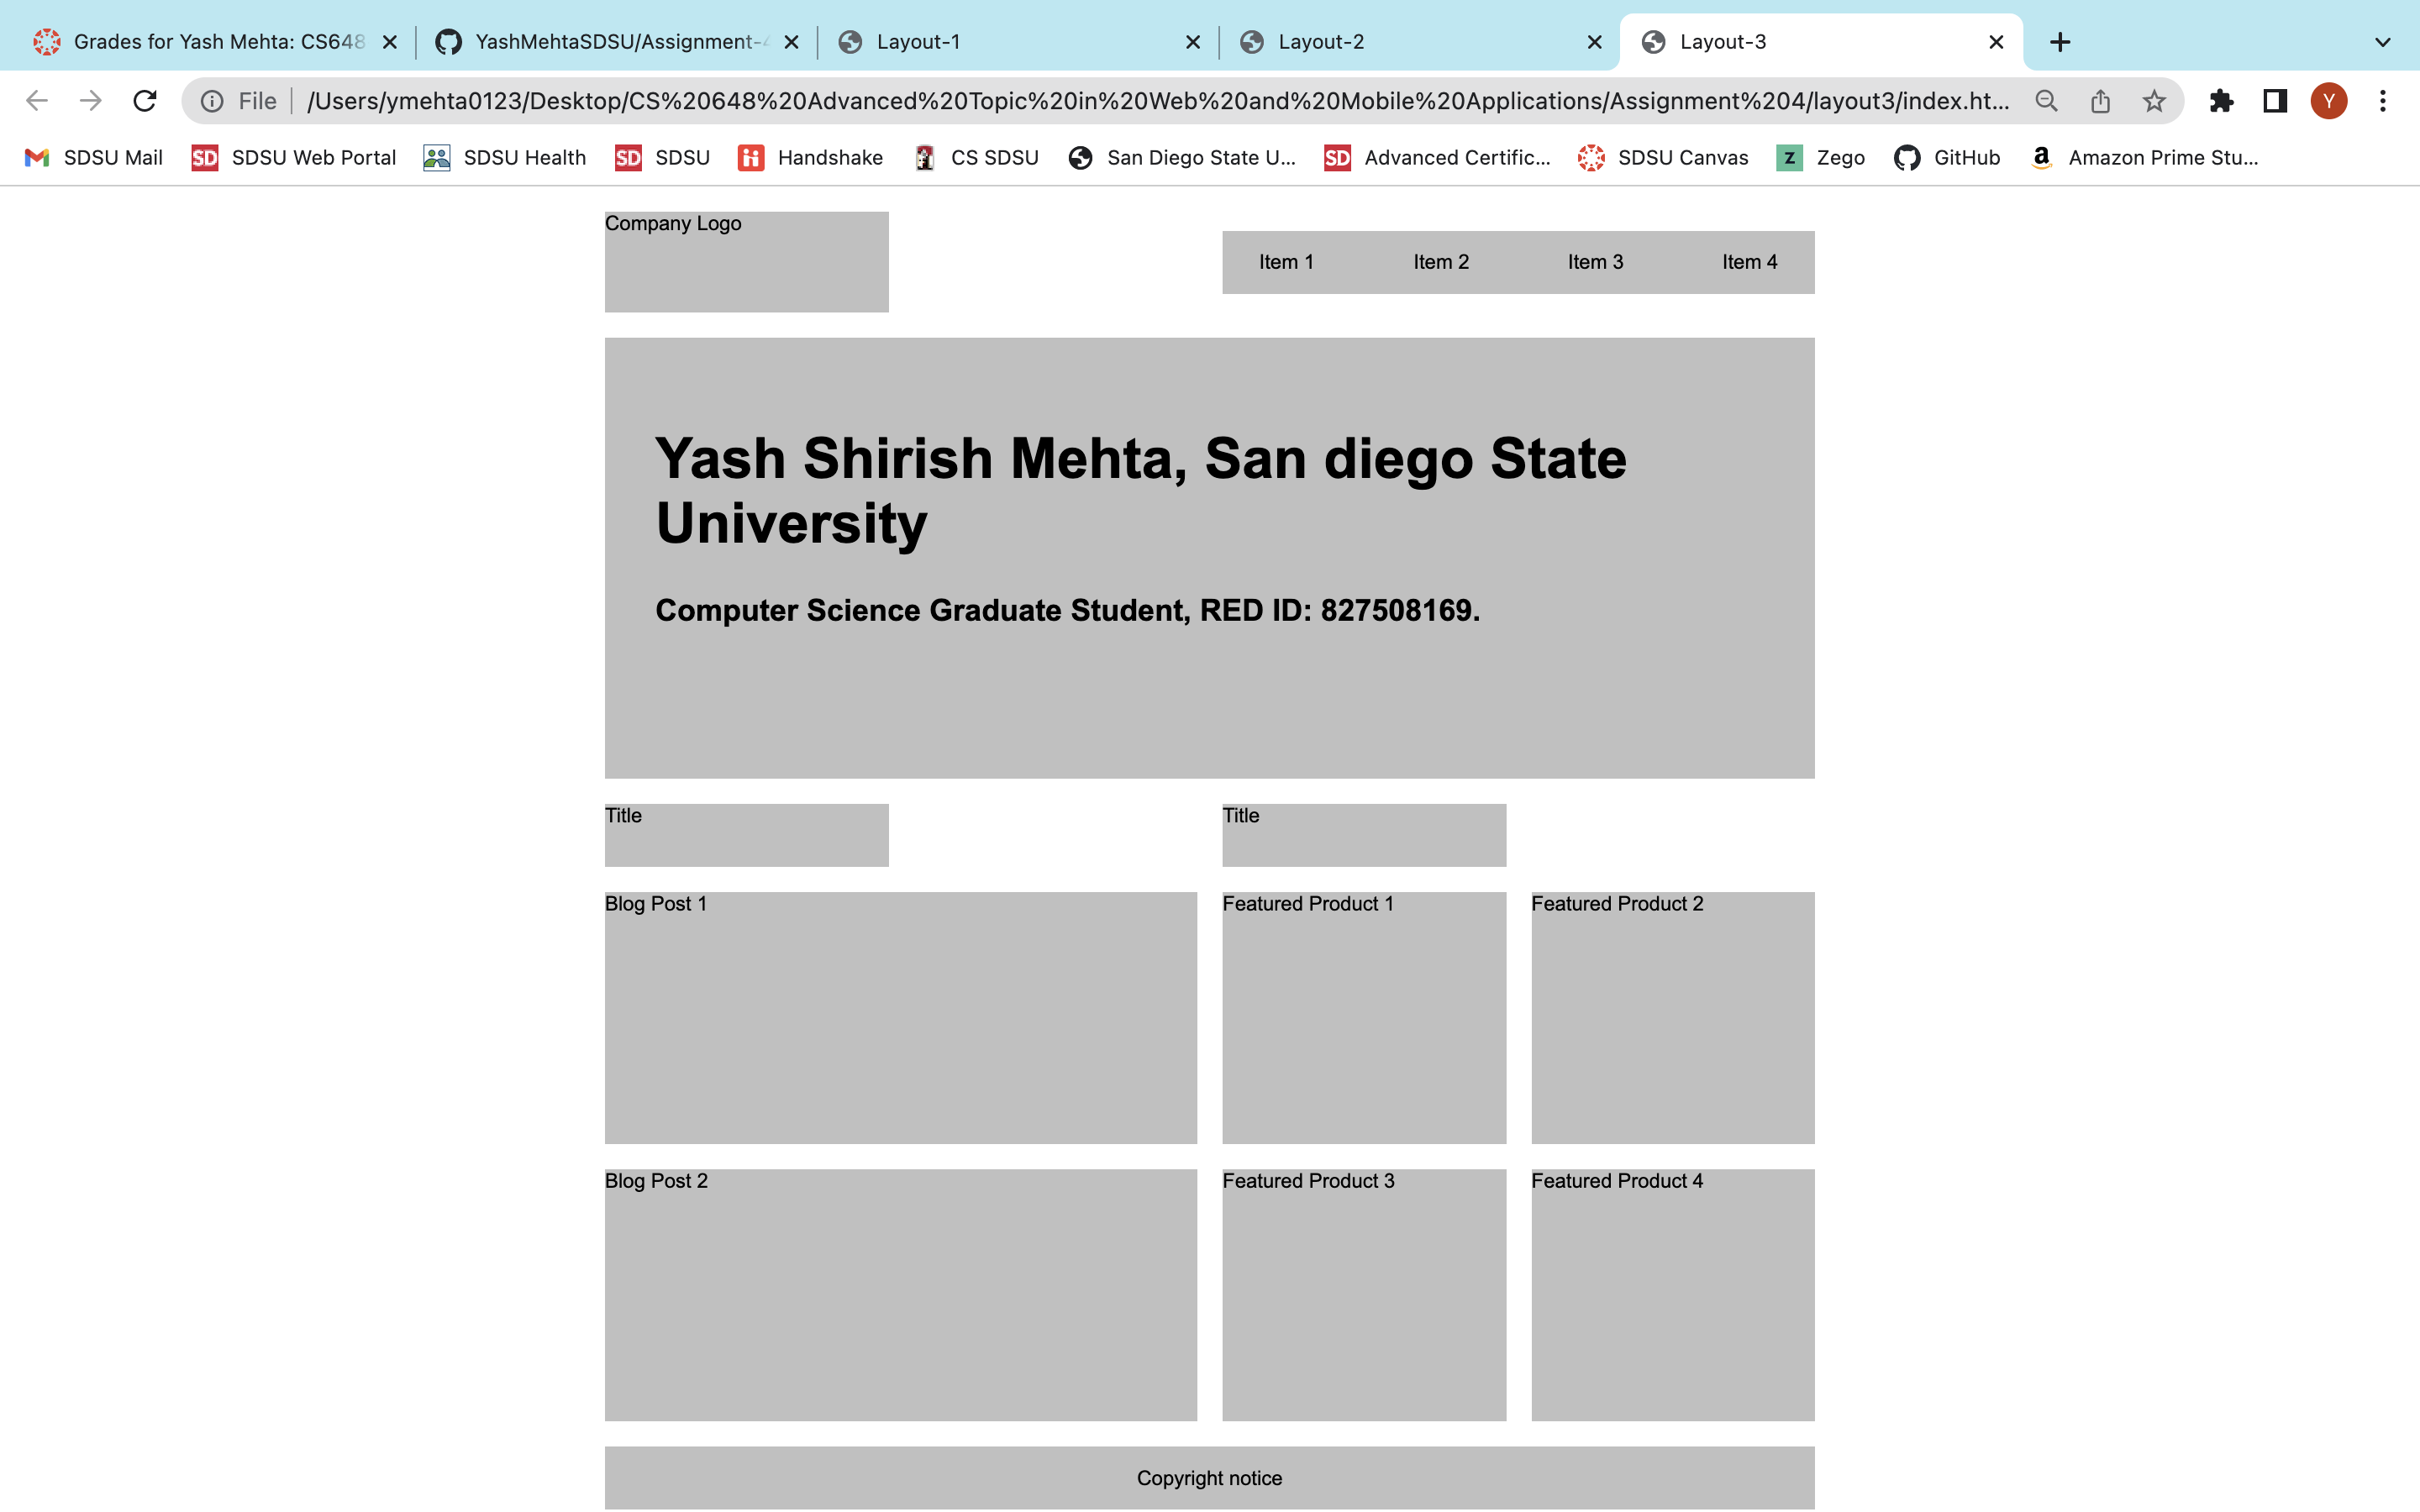 Grades for Yash Mehta: CS648
YashMehtaSDSU/Assignment-4
Layout-1
Layout-2
Layout-3
File
/Users/ymehta0123/Desktop/CS%20648%20Advanced%20Topic%20in%20Web%20and%20Mobile%20Applications/Assignment%204/layout3/index.ht...
Y
SDSU Mail
SD SDSU Web Portal
SDSU Health
SD SDSU
Handshake
CS SDSU
San Diego State U...
SD Advanced Certific...
SDSU Canvas
Z Zego
GitHub
a Amazon Prime Stu...
Company Logo
Item 1 Item 2 Item 3 Item 4
Yash Shirish Mehta, San diego State
University
Computer Science Graduate Student, RED ID: 827508169.
Title
Title
Blog Post 1
Featured Product 1
Featured Product 2
Blog Post 2
Featured Product 3
Featured Product 4
Copyright notice